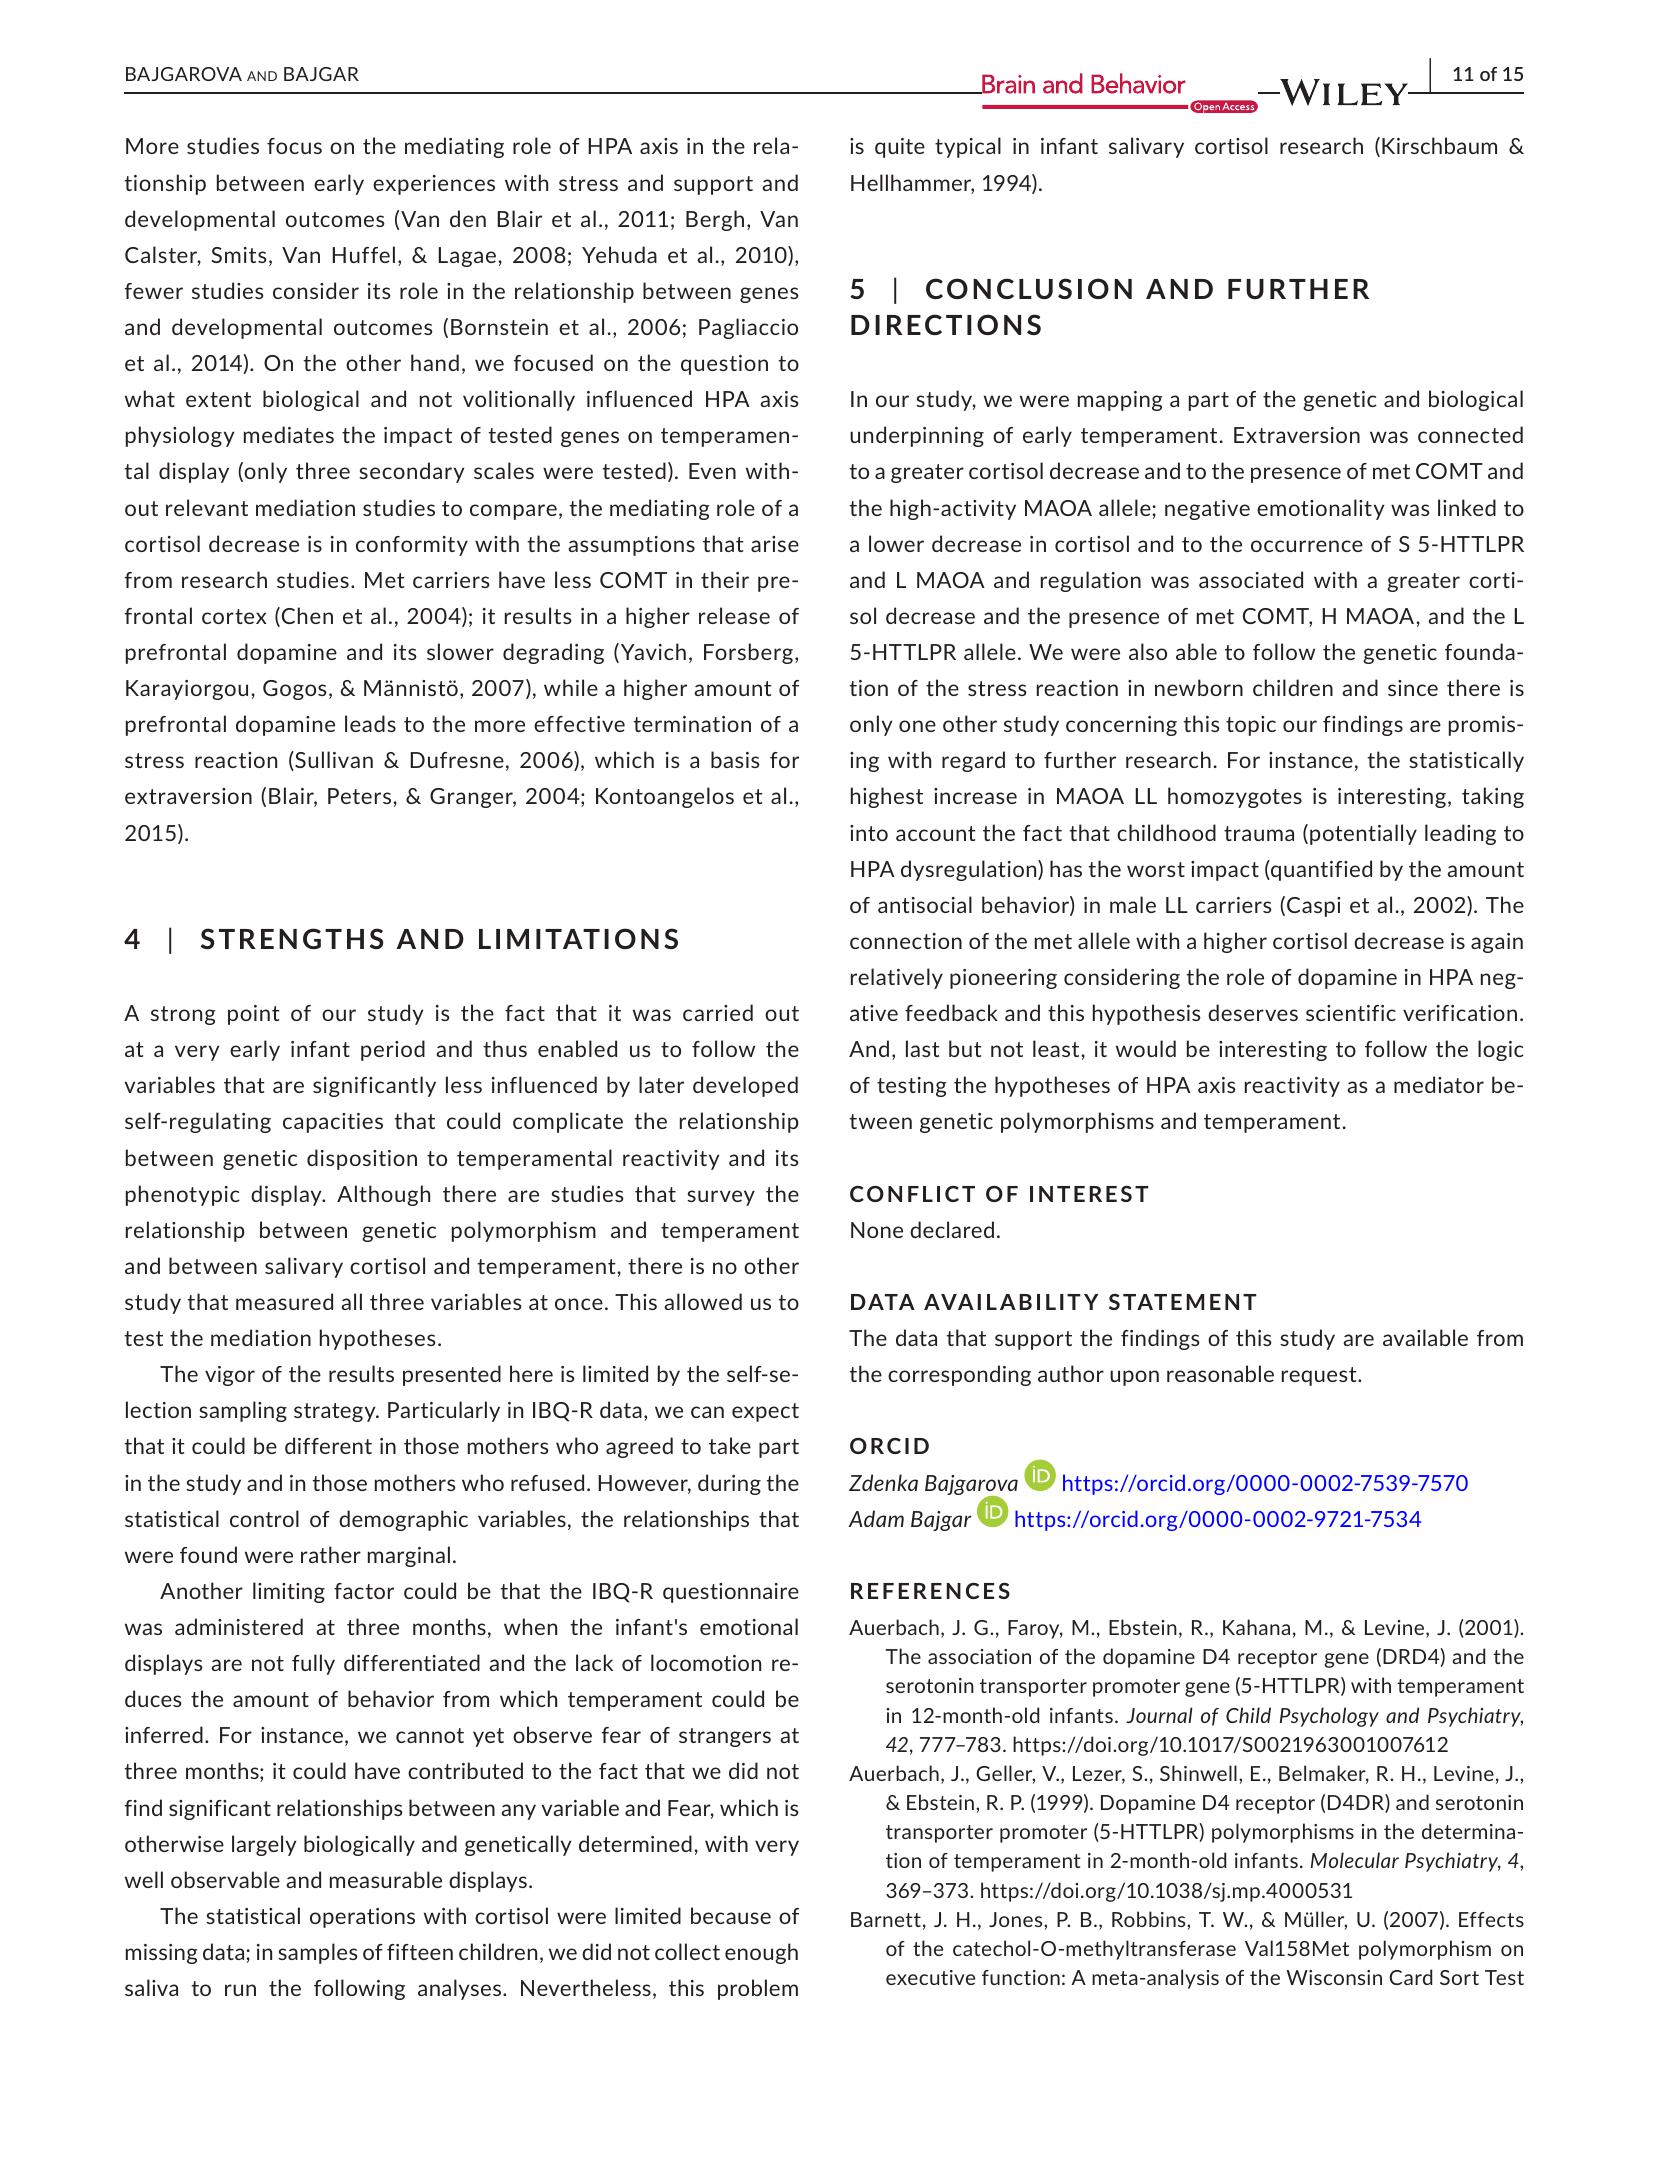 BAJGAROVA AND BAJGAR
Brain and Behavior
Open Access
WILEY
11 of 15
More studies focus on the mediating role of HPA axis in the rela-
tionship between early experiences with stress and support and
developmental outcomes (Van den Blair et al., 2011; Bergh, Van
Calster, Smits, Van Huffel, & Lagae, 2008; Yehuda et al., 2010),
fewer studies consider its role in the relationship between genes
and developmental outcomes (Bornstein et al., 2006; Pagliaccio
et al., 2014). On the other hand, we focused on the question to
what extent biological and not volitionally influenced HPA axis
physiology mediates the impact of tested genes on temperamen-
tal display (only three secondary scales were tested). Even with-
out relevant mediation studies to compare, the mediating role of a
cortisol decrease is in conformity with the assumptions that arise
from research studies. Met carriers have less COMT in their pre-
frontal cortex (Chen et al., 2004); it results in a higher release of
prefrontal dopamine and its slower degrading (Yavich, Forsberg,
Karayiorgou, Gogos, & Männistö, 2007), while a higher amount of
prefrontal dopamine leads to the more effective termination of a
stress reaction (Sullivan & Dufresne, 2006), which is a basis for
extraversion (Blair, Peters, & Granger, 2004; Kontoangelos et al.,
2015).
4 | STRENGTHS AND LIMITATIONS
A strong point of our study is the fact that it was carried out
at a very early infant period and thus enabled us to follow the
variables that are significantly less influenced by later developed
self-regulating capacities that could complicate the relationship
between genetic disposition to temperamental reactivity and its
phenotypic display. Although there are studies that survey the
relationship between genetic polymorphism and temperament
and between salivary cortisol and temperament, there is no other
study that measured all three variables at once. This allowed us to
test the mediation hypotheses.
The vigor of the results presented here is limited by the self-se-
lection sampling strategy. Particularly in IBQ-R data, we can expect
that it could be different in those mothers who agreed to take part
in the study and in those mothers who refused. However, during the
statistical control of demographic variables, the relationships that
were found were rather marginal.
Another limiting factor could be that the IBQ-R questionnaire
was administered at three months, when the infant's emotional
displays are not fully differentiated and the lack of locomotion re-
duces the amount of behavior from which temperament could be
inferred. For instance, we cannot yet observe fear of strangers at
three months; it could have contributed to the fact that we did not
find significant relationships between any variable and Fear, which is
otherwise largely biologically and genetically determined, with very
well observable and measurable displays.
The statistical operations with cortisol were limited because of
missing data; in samples of fifteen children, we did not collect enough
saliva to run the following analyses. Nevertheless, this problem
is quite typical in infant salivary cortisol research (Kirschbaum &
Hellhammer, 1994).
5 | CONCLUSION AND FURTHER
DIRECTIONS
In our study, we were mapping a part of the genetic and biological
underpinning of early temperament. Extraversion was connected
to a greater cortisol decrease and to the presence of met COMT and
the high-activity MAOA allele; negative emotionality was linked to
a lower decrease in cortisol and to the occurrence of S 5-HTTLPR
and L MAOA and regulation was associated with a greater corti-
sol decrease and the presence of met COMT, H MAOA, and the L
5-HTTLPR allele. We were also able to follow the genetic founda-
tion of the stress reaction in newborn children and since there is
only one other study concerning this topic our findings are promis-
ing with regard to further research. For instance, the statistically
highest increase in MAOA LL homozygotes is interesting, taking
into account the fact that childhood trauma (potentially leading to
HPA dysregulation) has the worst impact (quantified by the amount
of antisocial behavior) in male LL carriers (Caspi et al., 2002). The
connection of the met allele with a higher cortisol decrease is again
relatively pioneering considering the role of dopamine in HPA neg-
ative feedback and this hypothesis deserves scientific verification.
And, last but not least, it would be interesting to follow the logic
of testing the hypotheses of HPA axis reactivity as a mediator be-
tween genetic polymorphisms and temperament.
CONFLICT OF INTEREST
None declared.
DATA AVAILABILITY STATEMENT
The data that support the findings of this study are available from
the corresponding author upon reasonable request.
ORCID
Zdenka Bajgarova iD https://orcid.org/0000-0002-7539-7570
Adam Bajgar iD https://orcid.org/0000-0002-9721-7534
REFERENCES
Auerbach, J. G., Faroy, M., Ebstein, R., Kahana, M., & Levine, J. (2001).
The association of the dopamine D4 receptor gene (DRD4) and the
serotonin transporter promoter gene (5-HTTLPR) with temperament
in 12-month-old infants. Journal of Child Psychology and Psychiatry,
42, 777–783. https://doi.org/10.1017/S0021963001007612
Auerbach, J., Geller, V., Lezer, S., Shinwell, E., Belmaker, R. H., Levine, J.,
& Ebstein, R. P. (1999). Dopamine D4 receptor (D4DR) and serotonin
transporter promoter (5-HTTLPR) polymorphisms in the determina-
tion of temperament in 2-month-old infants. Molecular Psychiatry, 4,
369–373. https://doi.org/10.1038/sj.mp.4000531
Barnett, J. H., Jones, P. B., Robbins, T. W., & Müller, U. (2007). Effects
of the catechol-O-methyltransferase Val158Met polymorphism on
executive function: A meta-analysis of the Wisconsin Card Sort Test